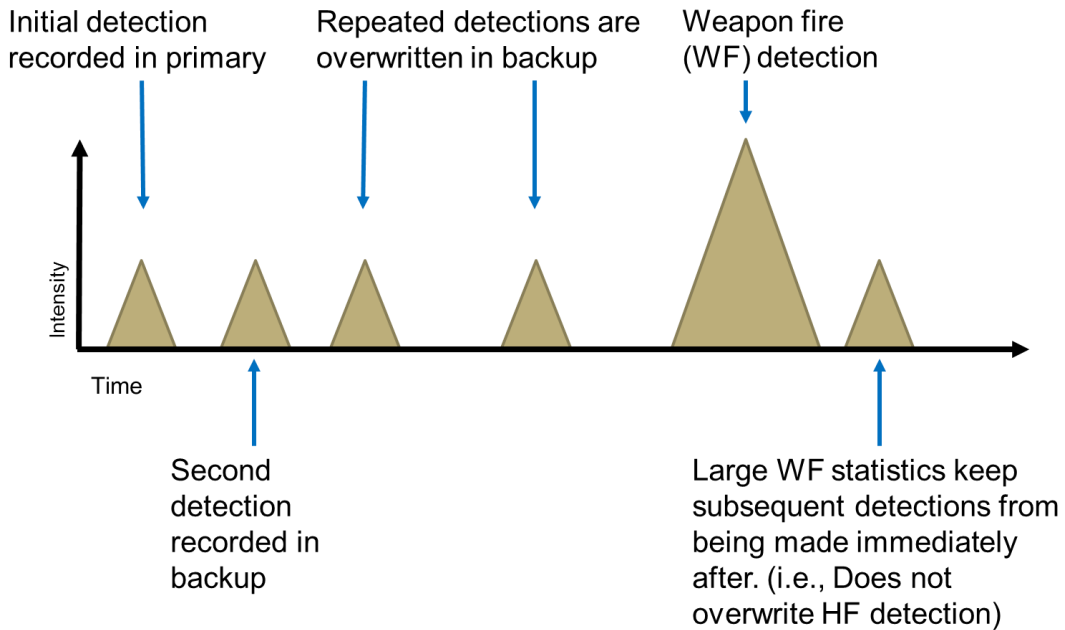 Initial detection
recorded in primary
Repeated detections are
overwritten in backup
Weapon fire
(WF) detection
Intensity
Time
Second
detection
recorded in
backup
Large WF statistics keep
subsequent detections from
being made immediately
after. (i.e., Does not
overwrite HF detection)